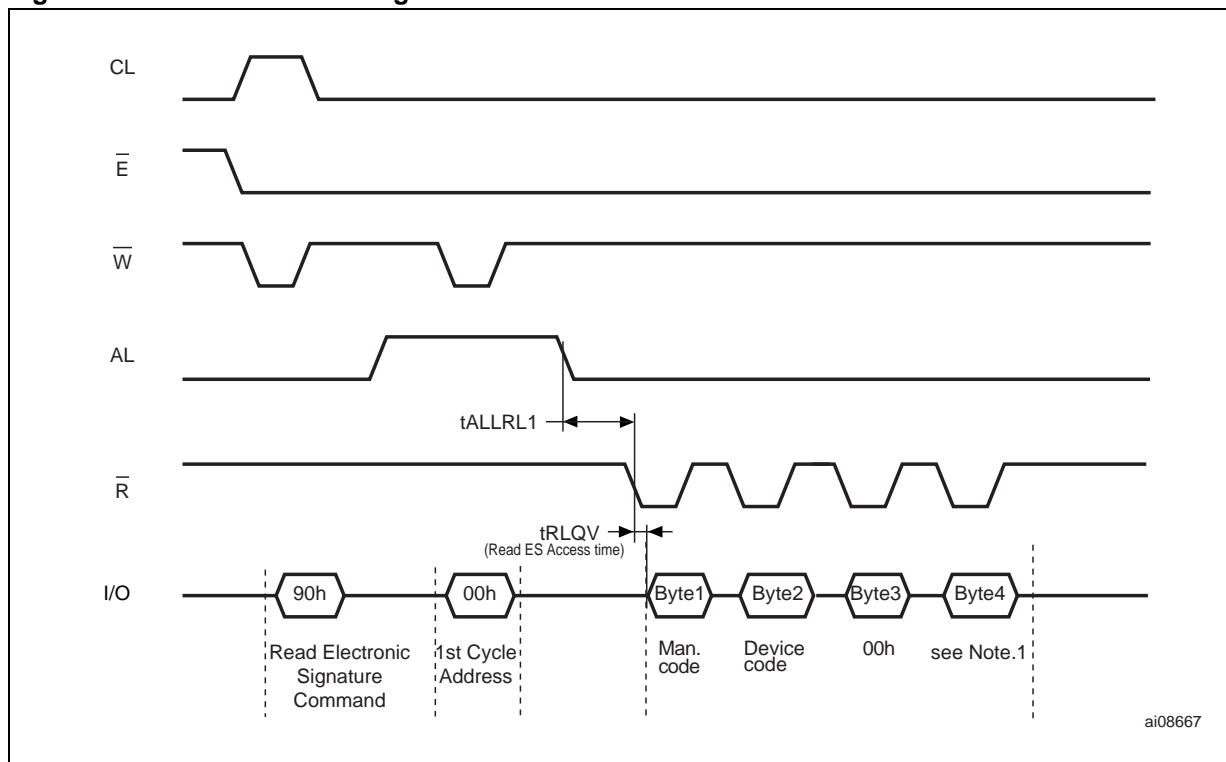 CL
E
W
AL
tALLRL1
R
tRLQV
(Read ES Access time)
I/O
90h
00h
Byte1
Byte2
Byte3
Byte4
Read Electronic
Signature
Command
1st Cycle
Address
Man.
code
Device
code
00h
see Note.1
ai08667